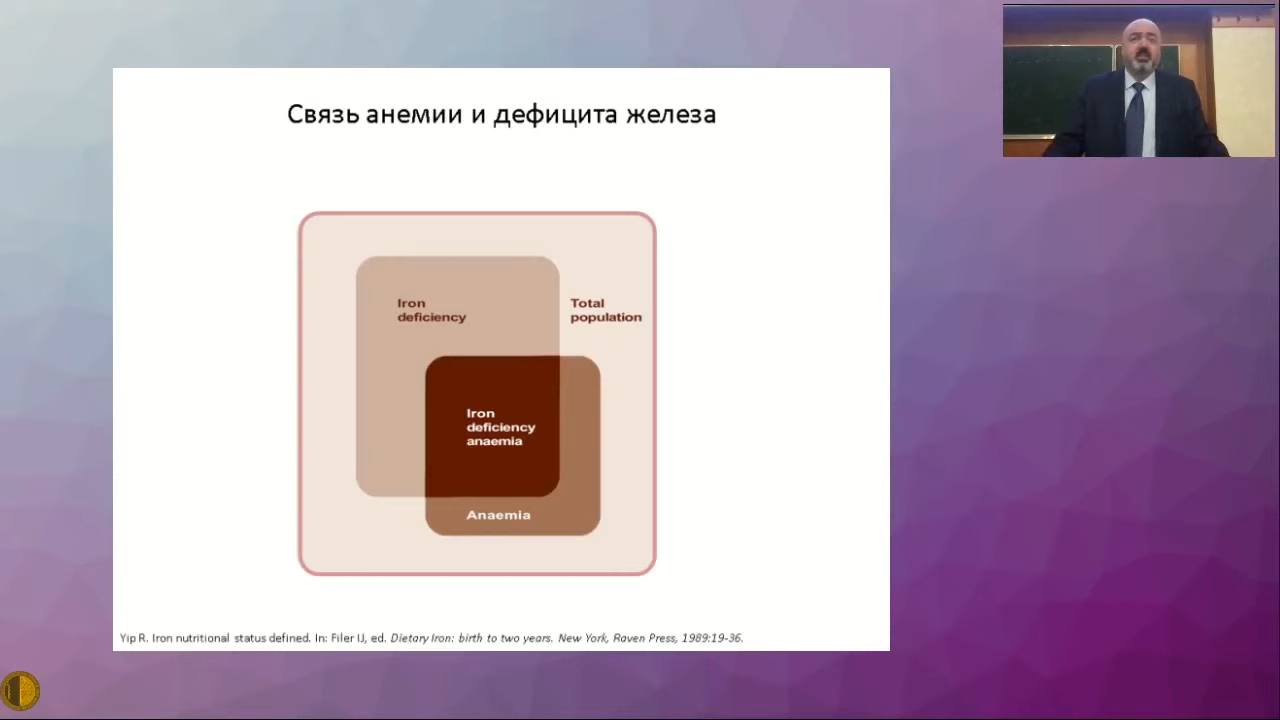 Связь анемии и дефицита железа
Iron
deficiency
Total
population
Iron
deficiency
anaemia
Anaemia
Yip R. Iron nutritional status defined. In: Filer IJ, ed. Dietary Iron: birth to two years. New York, Raven Press, 1989:19-36.